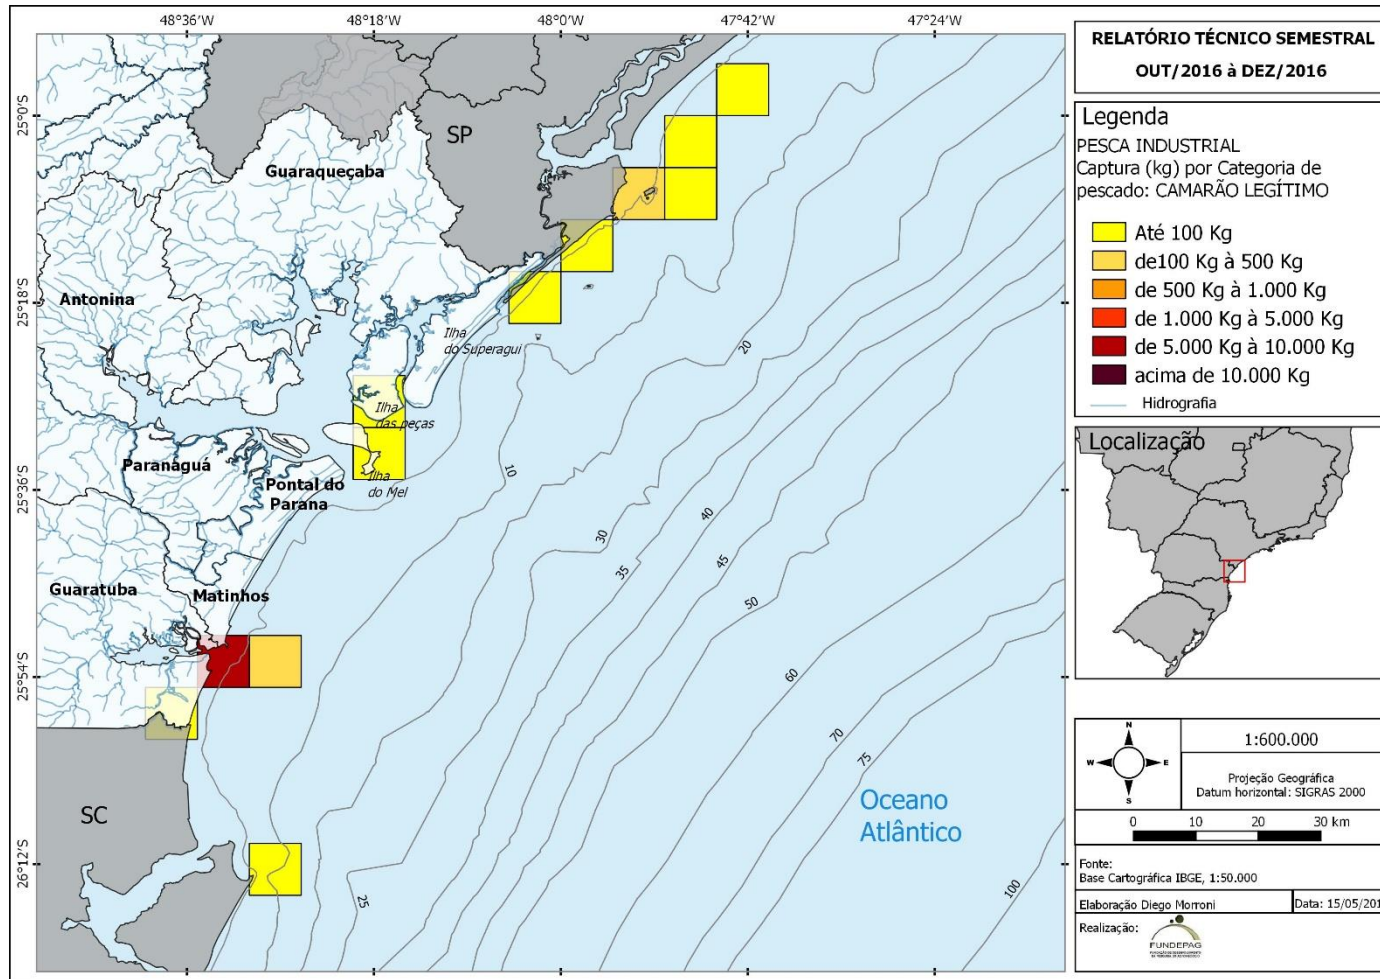 48°36'W 48°18'W 48°0'W 47°42'W 47°24'W
25°0'S
25°18'S
25°36'S
25°54'S
26°12'S
SP
Guaraqueçaba
Antonina
Ilha
do Superagui
Ilha
das peças
Paranaguá
Ilha
do Mel
Pontal do
Parana
Guaratuba
Matinhos
SC
10
20
30
35
40
45
50
60
70
75
25
100
Oceano
Atlântico
RELATÓRIO TÉCNICO SEMESTRAL
OUT/2016 à DEZ/2016
Legenda
PESCA INDUSTRIAL
Captura (kg) por Categoria de
pescado: CAMARÃO LEGÍTIMO
Até 100 Kg
de100 Kg à 500 Kg
de 500 Kg à 1.000 Kg
de 1.000 Kg à 5.000 Kg
de 5.000 Kg à 10.000 Kg
acima de 10.000 Kg
Hidrografia
Localização
N
W E
S
1:600.000
Projeção Geográfica
Datum horizontal: SIGRAS 2000
0 10 20 30 km
Fonte:
Base Cartográfica IBGE, 1:50.000
Elaboração Diego Morroni
Data: 15/05/201
Realização:
FUNDEPAG